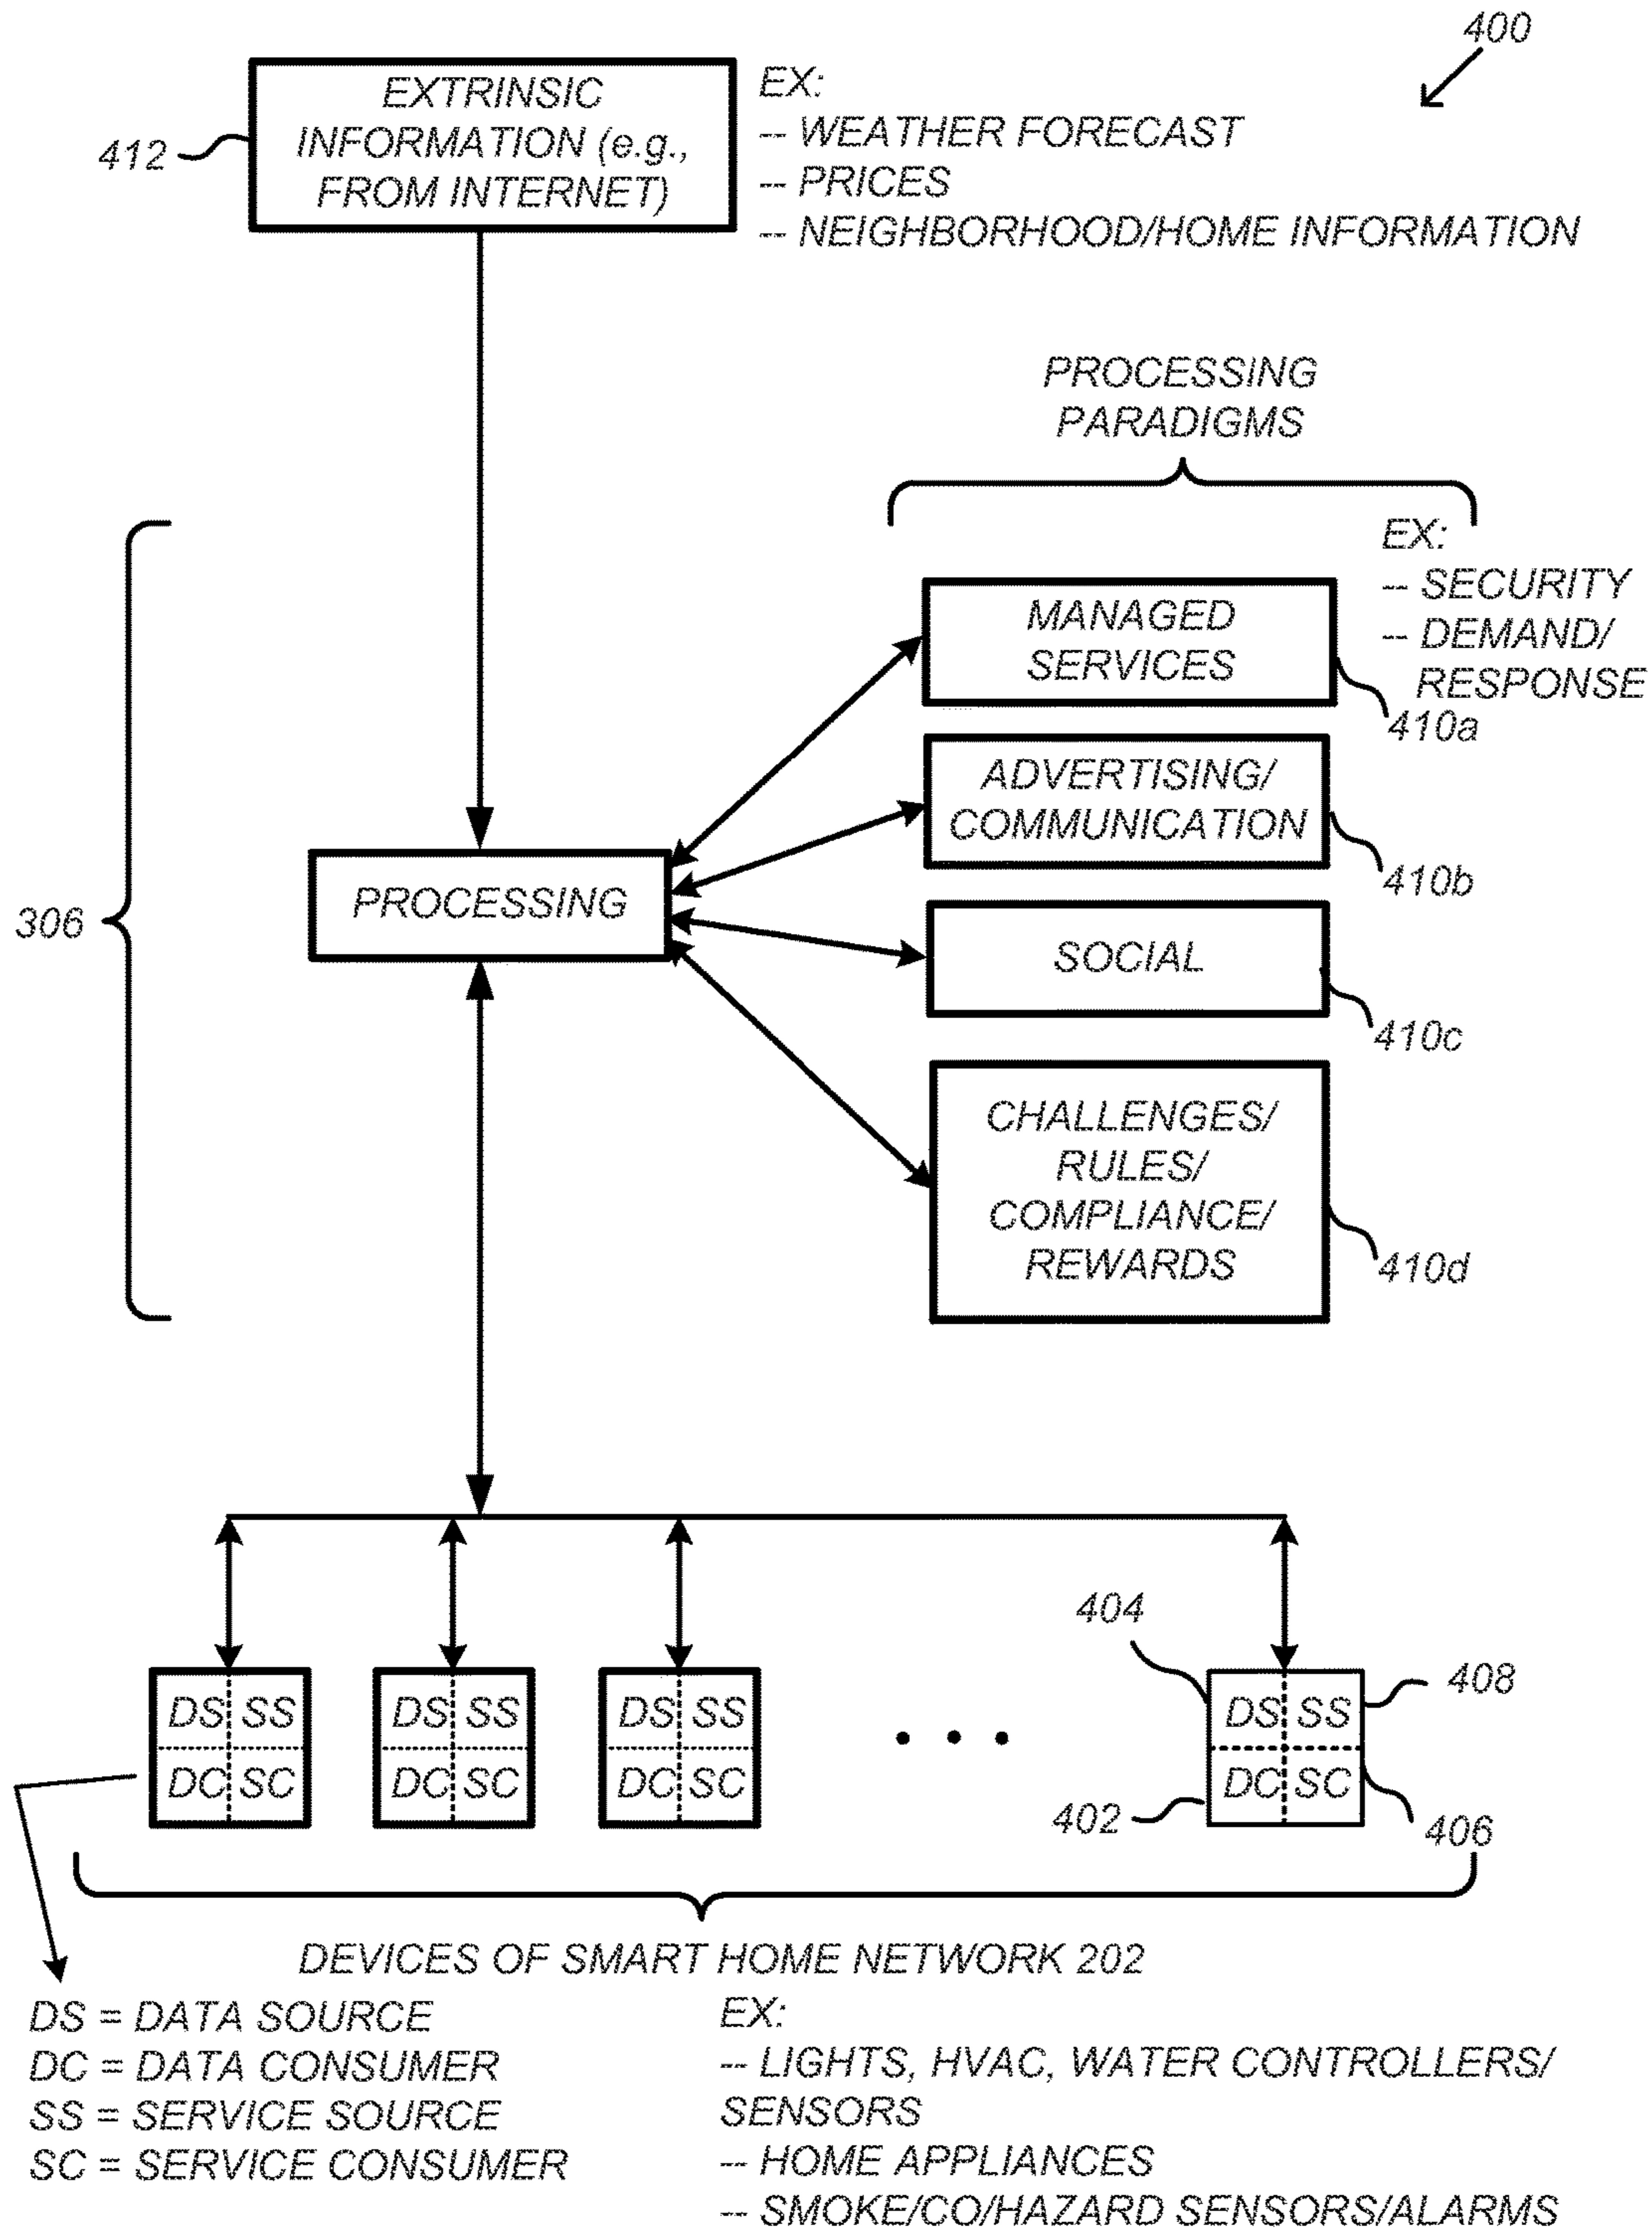 400
EXTRINSIC
INFORMATION (e.g.,
FROM INTERNET)
412
EX:
-- WEATHER FORECAST
-- PRICES
-- NEIGHBORHOOD/HOME INFORMATION
PROCESSING
PARADIGMS
EX:
-- SECURITY
-- DEMAND/
RESPONSE
MANAGED
SERVICES
410a
ADVERTISING/
COMMUNICATION
410b
306
PROCESSING
SOCIAL
410c
CHALLENGES/
RULES/
COMPLIANCE/
REWARDS
410d
404
408
DS SS
DC SC
DS SS
DC SC
DS SS
DC SC
DS SS
DC SC
402
406
DEVICES OF SMART HOME NETWORK 202
DS = DATA SOURCE
DC = DATA CONSUMER
SS = SERVICE SOURCE
SC = SERVICE CONSUMER
EX:
-- LIGHTS, HVAC, WATER CONTROLLERS/
SENSORS
-- HOME APPLIANCES
-- SMOKE/CO/HAZARD SENSORS/ALARMS